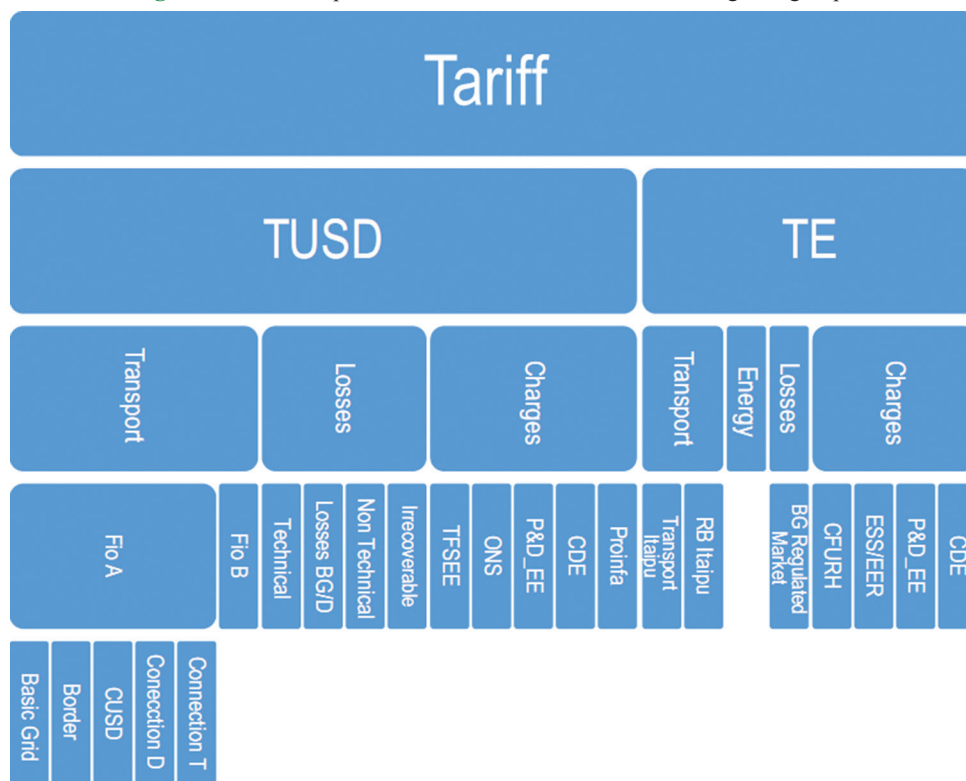 Tariff
TUSD
TE
Transport
Losses
Charges
Transport
Energy
Losses
Charges
Fio A
Fio B
Technical
Losses BG/D
Non Technical
Irrecoverable
TFSEE
ONS
P&D_EE
CDE
Proinfa
Transport
Itaipu
RB Itaipu
BG Regulated
Market
CFURH
ESS/EER
P&D_EE
CDE
Basic Grid
Border
CUSD
Conecction D
Connection T